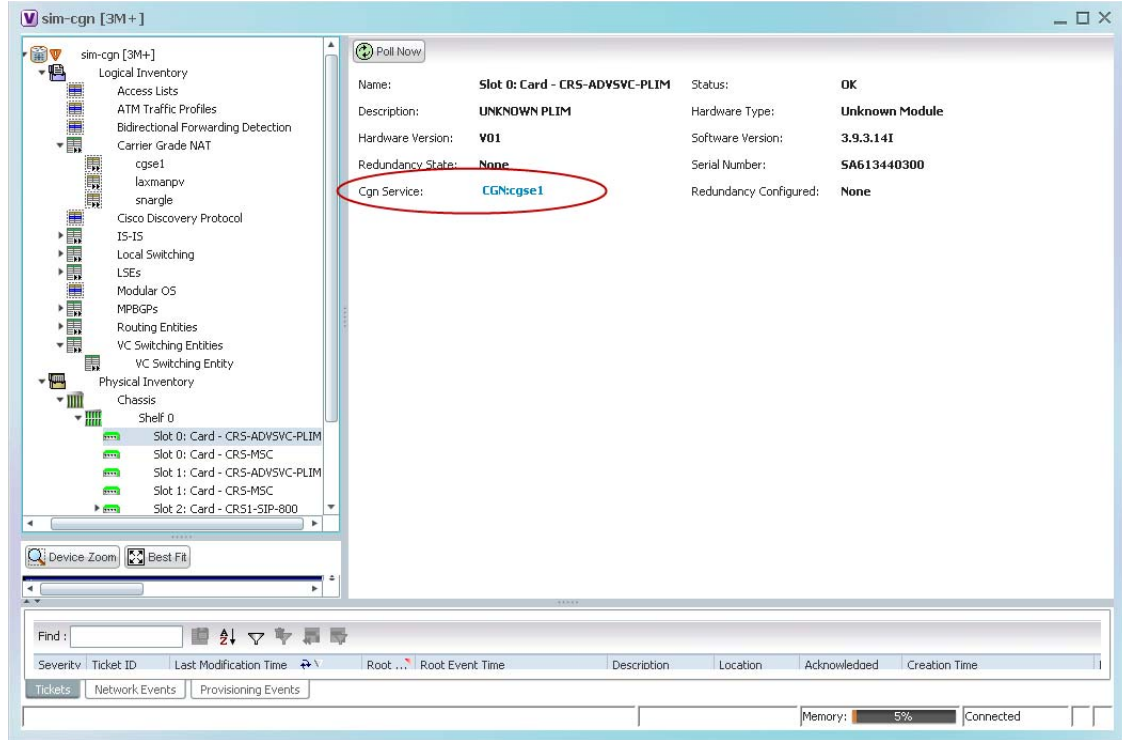 sim-cgn [3M+]
sim-cgn [3M+]
Logical Inventory
Access Lists
ATM Traffic Profiles
Bidirectional Forwarding Detection
Carrier Grade NAT
cgse1
laxmanpv
snargle
Cisco Discovery Protocol
IS-IS
Local Switching
LSEs
Modular OS
MPBGPs
Routing Entities
VC Switching Entities
VC Switching Entity
Physical Inventory
Chassis
Shelf 0
Slot 0: Card - CRS-ADVSVC-PLIM
Slot 0: Card - CRS-MSC
Slot 1: Card - CRS-ADVSVC-PLIM
Slot 1: Card - CRS-MSC
Slot 2: Card - CRS1-SIP-800
Device Zoom Best Fit
Poll Now
Name: Slot 0: Card - CRS-ADVSVC-PLIM Status: OK
Description: UNKNOWN PLIM Hardware Type: Unknown Module
Hardware Version: V01 Software Version: 3.9.3.14I
Redundancy State: None Serial Number: SA613440300
Cgn Service: CGN:cgse1 Redundancy Configured: None
Find :
Severity Ticket ID Last Modification Time Root ... Root Event Time Description Location Acknowledged Creation Time
Tickets Network Events Provisioning Events
Memory: 5% Connected